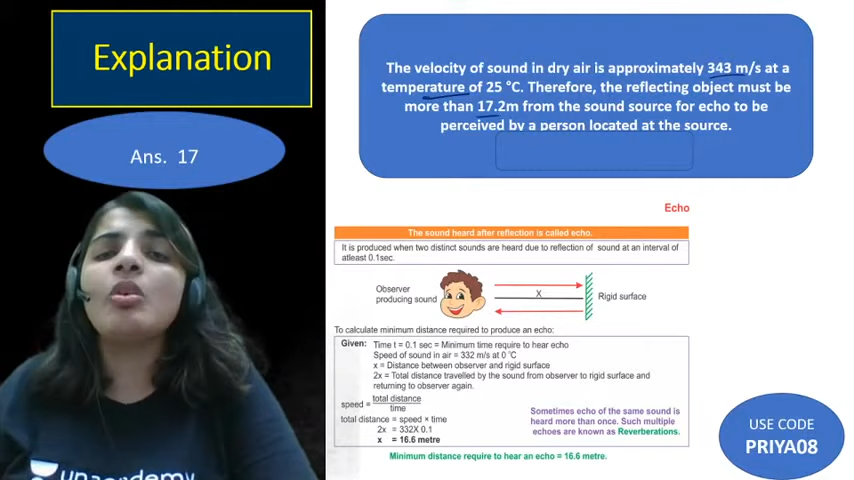 Explanation
Ans. 17
The velocity of sound in dry air is approximately 343 m/s at a
temperature of 25 °C. Therefore, the reflecting object must be
more than 17.2m from the sound source for echo to be
perceived by a person located at the source.
Echo
The sound heard after reflection is called echo.
It is produced when two distinct sounds are heard due to reflection of sound at an interval of
atleast 0.1sec.
Observer
producing sound
X
Rigid surface
To calculate minimum distance required to produce an echo:
Given: Time t = 0.1 sec = Minimum time require to hear echo
Speed of sound in air = 332 m/s at 0 °C
x = Distance between observer and rigid surface
2x = Total distance travelled by the sound from observer to rigid surface and
returning to observer again.
speed = total distance
time
total distance = speed × time
2x = 332X 0.1
x = 16.6 metre
Sometimes echo of the same sound is
heard more than once. Such multiple
echoes are known as Reverberations.
Minimum distance require to hear an echo = 16.6 metre.
USE CODE
PRIYA08
unacademy